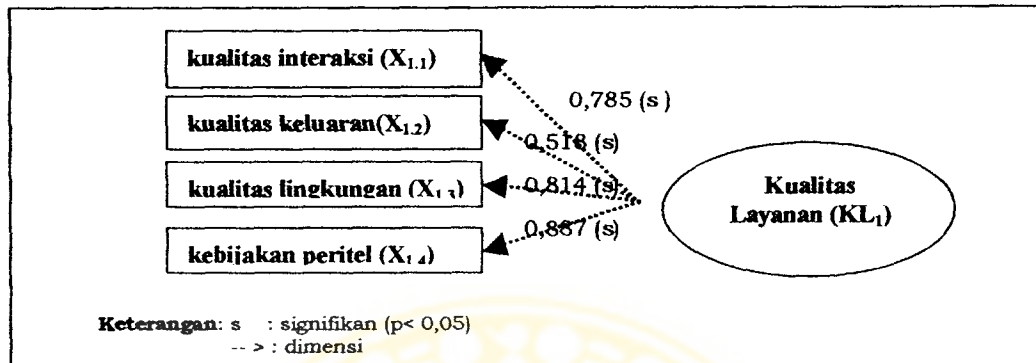 kualitas interaksi (X1.1)
0,785 (s )
kualitas keluaran(X1.2)
0,518 (s)
kualitas lingkungan (X1.3)
0,814 (s)
Kualitas
Layanan (KL1)
0,887 (s)
kebijakan peritel (X1.4)
Keterangan: s : signifikan (p< 0,05)
-- > : dimensi